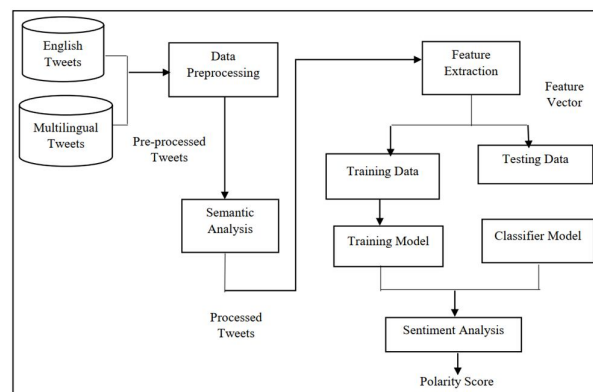 English
Tweets
Multilingual
Tweets
Data
Preprocessing
Pre-processed
Tweets
Semantic
Analysis
Processed
Tweets
Feature
Extraction
Feature
Vector
Training Data
Testing Data
Training Model
Classifier Model
Sentiment Analysis
Polarity Score